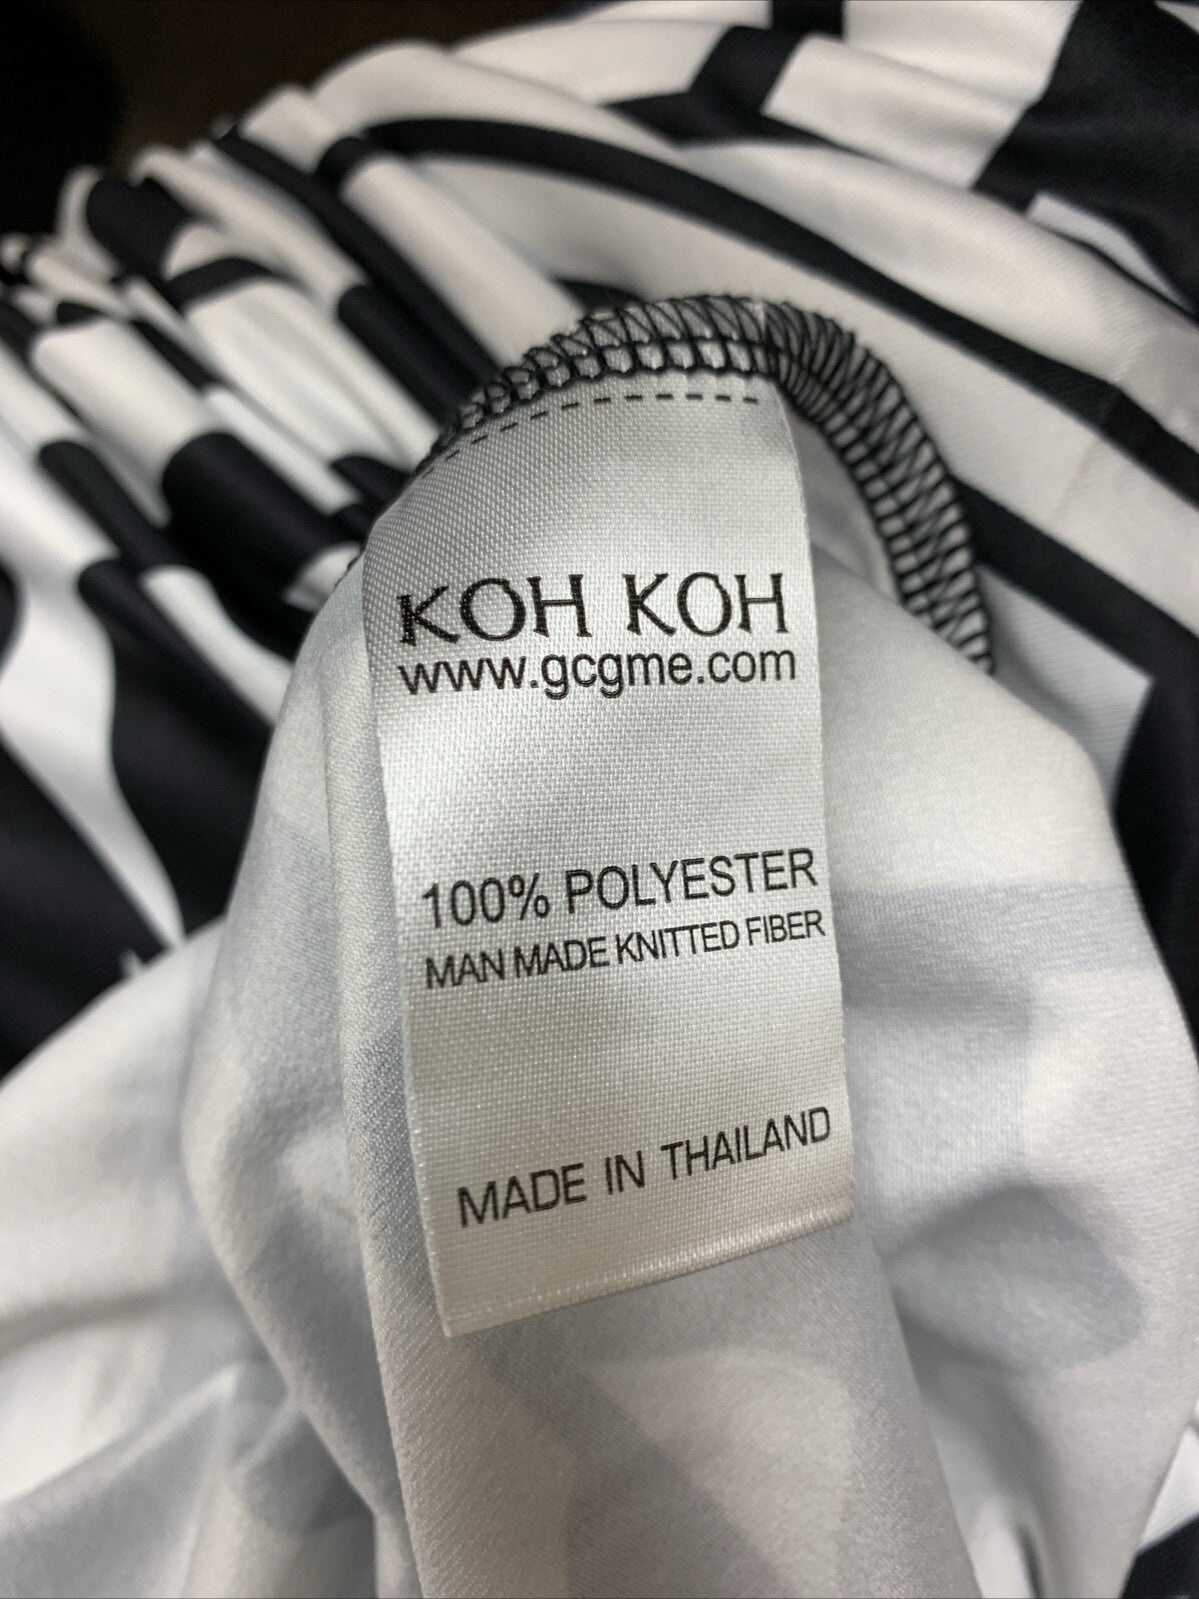 KOH KOH
www.gcgme.com
100% POLYESTER
MAN MADE KNITTED FIBER
MADE IN THAILAND